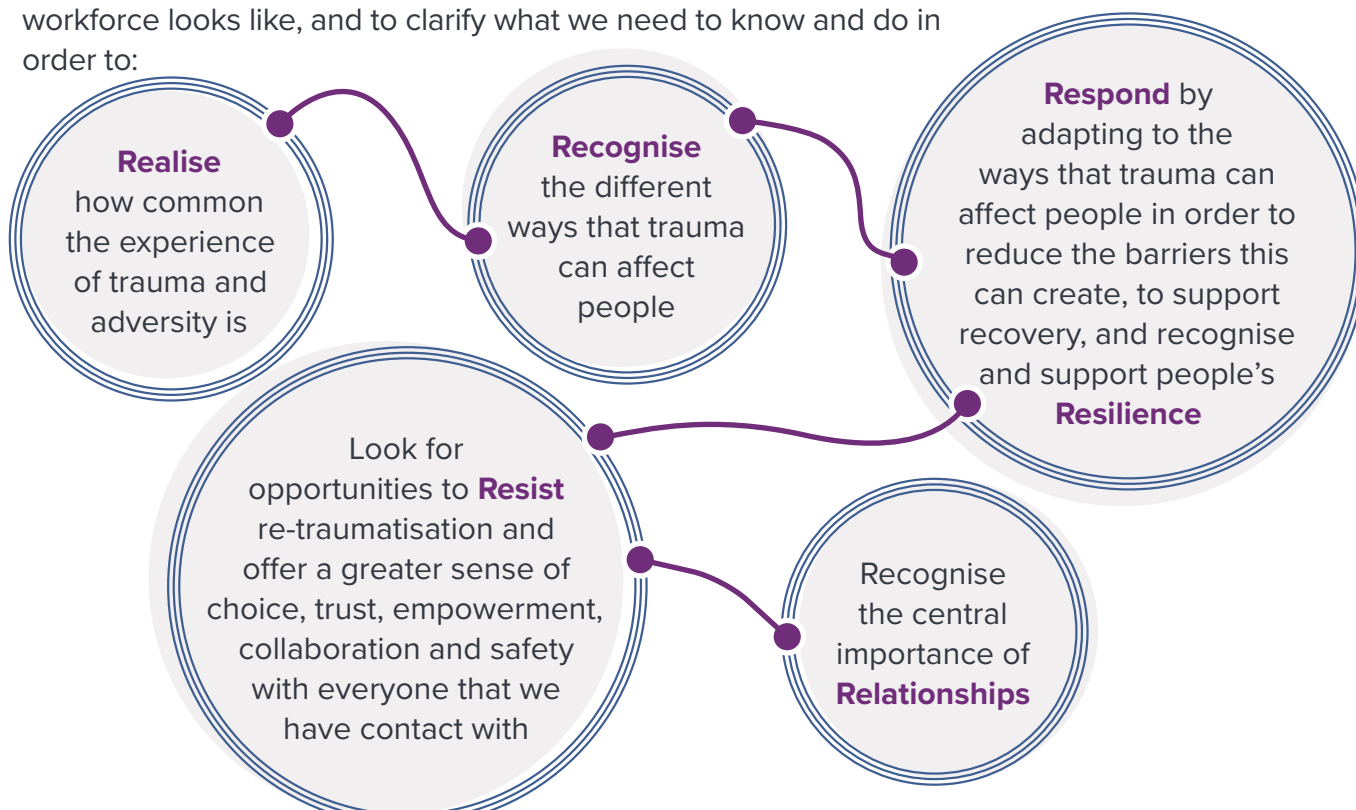 workforce looks like, and to clarify what we need to know and do in
order to:
Realise
how common
the experience
of trauma and
adversity is
Recognise
the different
ways that trauma
can affect
people
Respond by
adapting to the
ways that trauma can
affect people in order to
reduce the barriers this
can create, to support
recovery, and recognise
and support people’s
Resilience
Look for
opportunities to Resist
re-traumatisation and
offer a greater sense of
choice, trust, empowerment,
collaboration and safety
with everyone that we
have contact with
Recognise
the central
importance of
Relationships